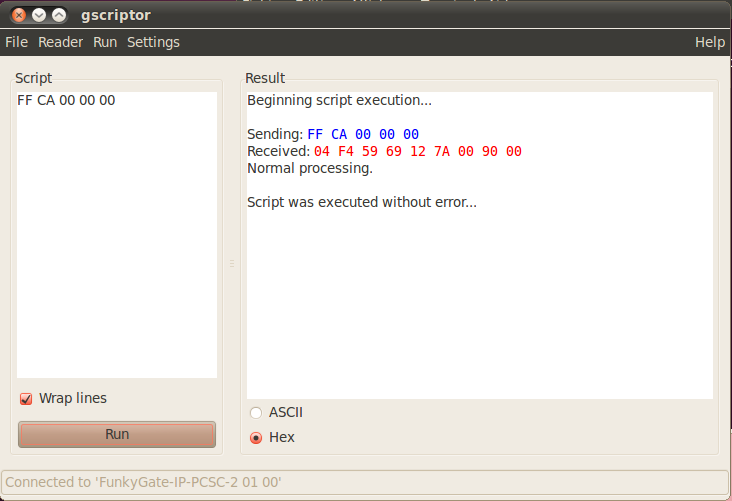 gscriptor
File Reader Run Settings Help
Script
FF CA 00 00 00
Wrap lines
Run
Result
Beginning script execution...
Sending: FF CA 00 00 00
Received: 04 F4 59 69 12 7A 00 90 00
Normal processing.
Script was executed without error...
ASCII
Hex
Connected to 'FunkyGate-IP-PCSC-2 01 00'